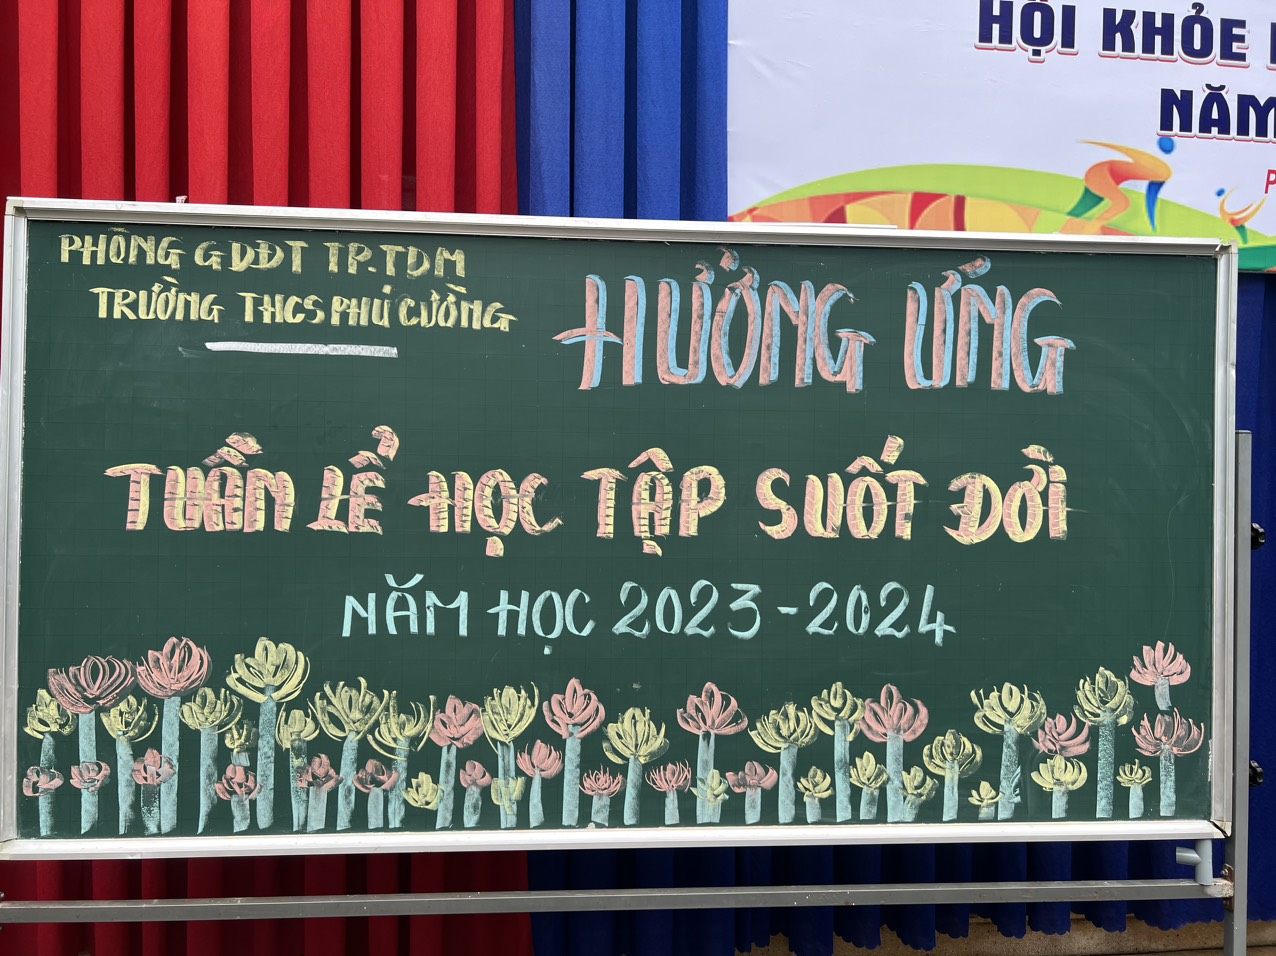 PHÒNG GDĐT TP.TDM
TRƯỜNG THCS PHÚ CƯỜNG
HƯỞNG ỨNG
TUẦN LỄ HỌC TẬP SUỐT ĐỜI
NĂM HỌC 2023-2024
HỘI KHỎE
NĂM